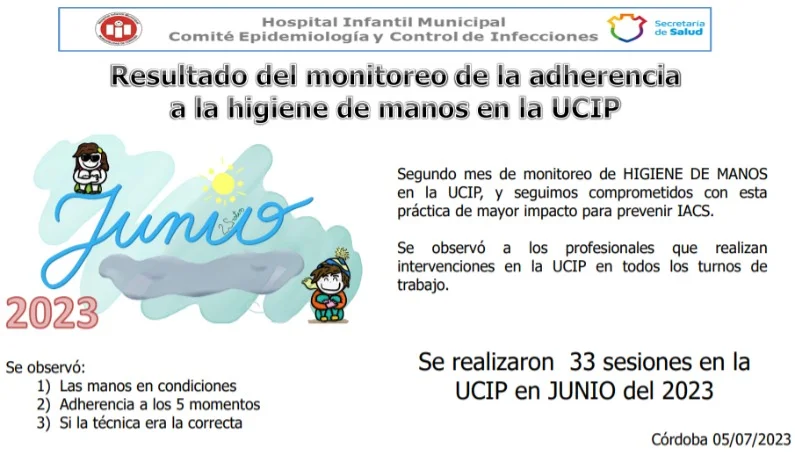 Hospital Infantil Municipal
Comité Epidemiología y Control de Infecciones
Secretaría
de Salud
Resultado del monitoreo de la adherencia
a la higiene de manos en la UCIP
Junio
2023
Segundo mes de monitoreo de HIGIENE DE MANOS
en la UCIP, y seguimos comprometidos con esta
práctica de mayor impacto para prevenir IACS.
Se observó a los profesionales que realizan
intervenciones en la UCIP en todos los turnos de
trabajo.
Se observó:
1) Las manos en condiciones
2) Adherencia a los 5 momentos
3) Si la técnica era la correcta
Se realizaron 33 sesiones en la
UCIP en JUNIO del 2023
Córdoba 05/07/2023